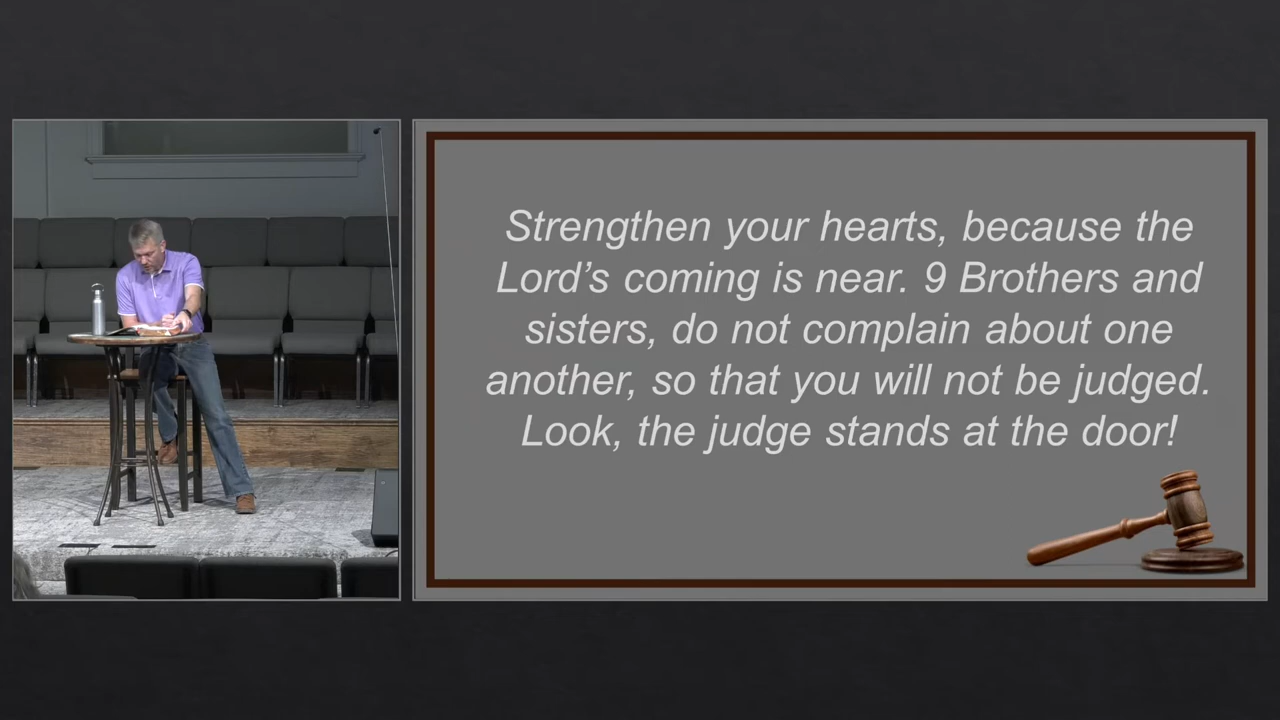 Strengthen your hearts, because the
Lord’s coming is near. 9 Brothers and
sisters, do not complain about one
another, so that you will not be judged.
Look, the judge stands at the door!